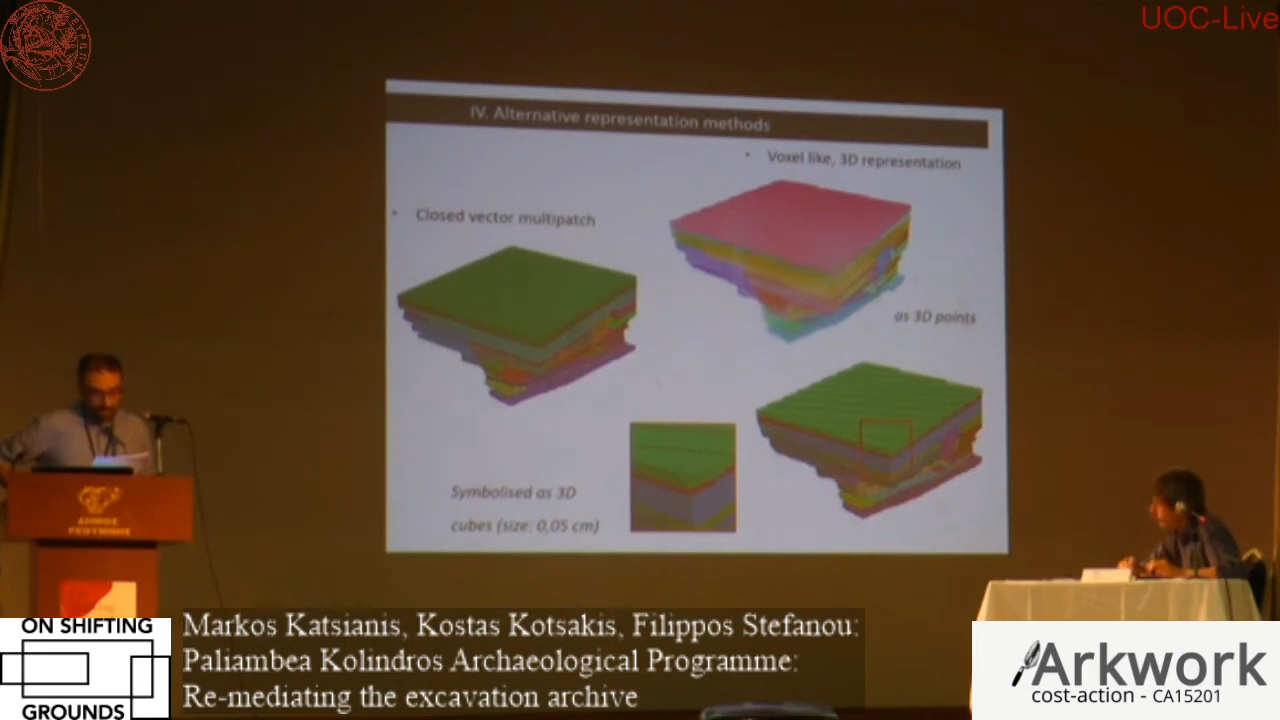 UOC-Live
IV. Alternative representation methods
• Voxel like, 3D representation
• Closed vector multipatch
as 3D points
Symbolised as 3D
cubes (size: 0,05 cm)
ΔΗΜΟΣ
ΡΕΘΥΜΝΗΣ
ON SHIFTING
GROUNDS
Markos Katsianis, Kostas Kotsakis, Filippos Stefanou:
Paliambea Kolindros Archaeological Programme:
Re-mediating the excavation archive
Arkwork
cost-action - CA15201